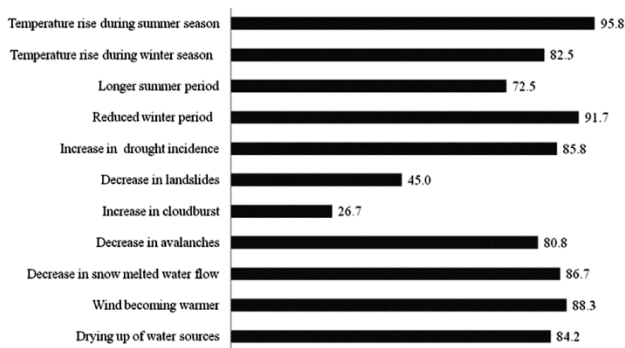 Temperature rise during summer season 95.8
Temperature rise during winter season 82.5
Longer summer period 72.5
Reduced winter period 91.7
Increase in drought incidence 85.8
Decrease in landslides 45.0
Increase in cloudburst 26.7
Decrease in avalanches 80.8
Decrease in snow melted water flow 86.7
Wind becoming warmer 88.3
Drying up of water sources 84.2